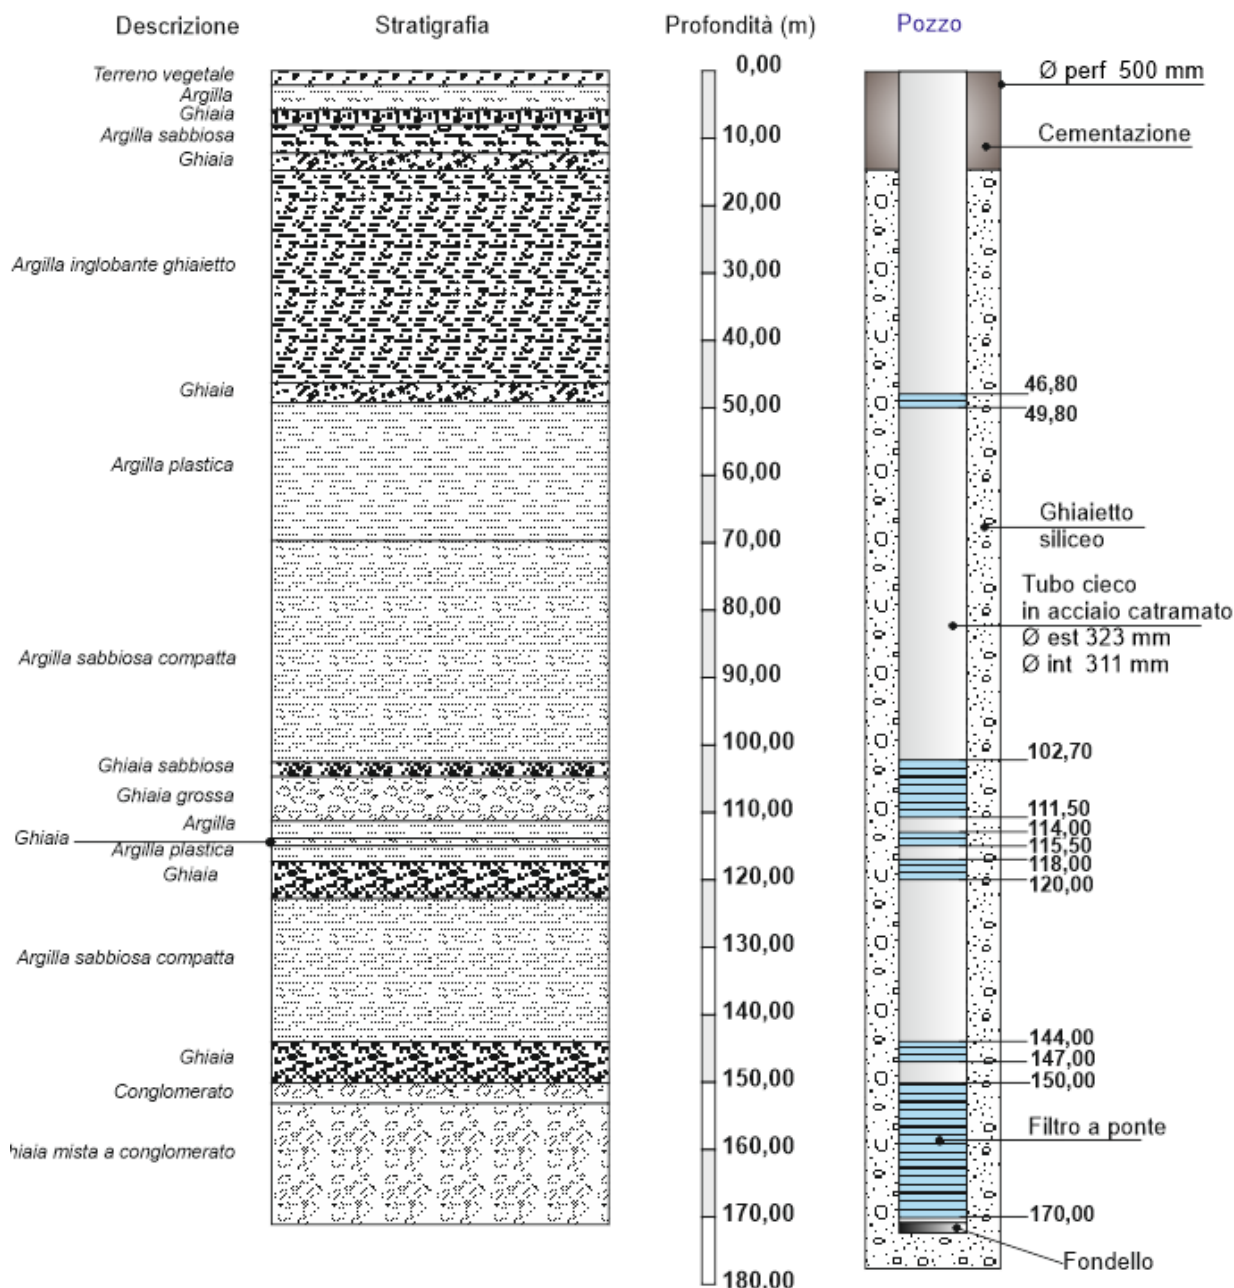 Descrizione
Stratigrafia
Profondità (m)
Pozzo
Terreno vegetale
Argilla
Ghiaia
Argilla sabbiosa
Ghiaia
Argilla inglobante ghiaietto
Ghiaia
Argilla plastica
Argilla sabbiosa compatta
Ghiaia sabbiosa
Ghiaia grossa
Argilla
Ghiaia
Argilla plastica
Ghiaia
Argilla sabbiosa compatta
Ghiaia
Conglomerato
hiaia mista a conglomerato
0,00
10,00
20,00
30,00
40,00
50,00
60,00
70,00
80,00
90,00
100,00
110,00
120,00
130,00
140,00
150,00
160,00
170,00
180,00
Ø perf 500 mm
Cementazione
46,80
49,80
Ghiaietto
siliceo
Tubo cieco
in acciaio catramato
Ø est 323 mm
Ø int 311 mm
102,70
111,50
114,00
115,50
118,00
120,00
144,00
147,00
150,00
Filtro a ponte
170,00
Fondello